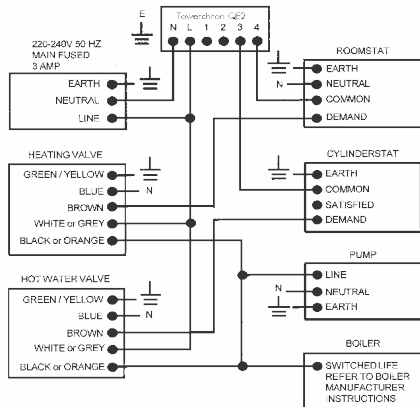 Towerchron QE2
E
N L 1 2 3 4
220-240V 50 HZ
MAIN FUSED
3 AMP
EARTH
NEUTRAL
LINE
ROOMSTAT
EARTH
N
NEUTRAL
COMMON
DEMAND
HEATING VALVE
GREEN / YELLOW
BLUE
N
BROWN
WHITE or GREY
BLACK or ORANGE
CYLINDERSTAT
EARTH
COMMON
SATISFIED
DEMAND
HOT WATER VALVE
GREEN / YELLOW
BLUE
N
BROWN
WHITE or GREY
BLACK or ORANGE
PUMP
LINE
N
NEUTRAL
EARTH
BOILER
SWITCHED LIFE
REFER TO BOILER
MANUFACTURER
INSTRUCTIONS